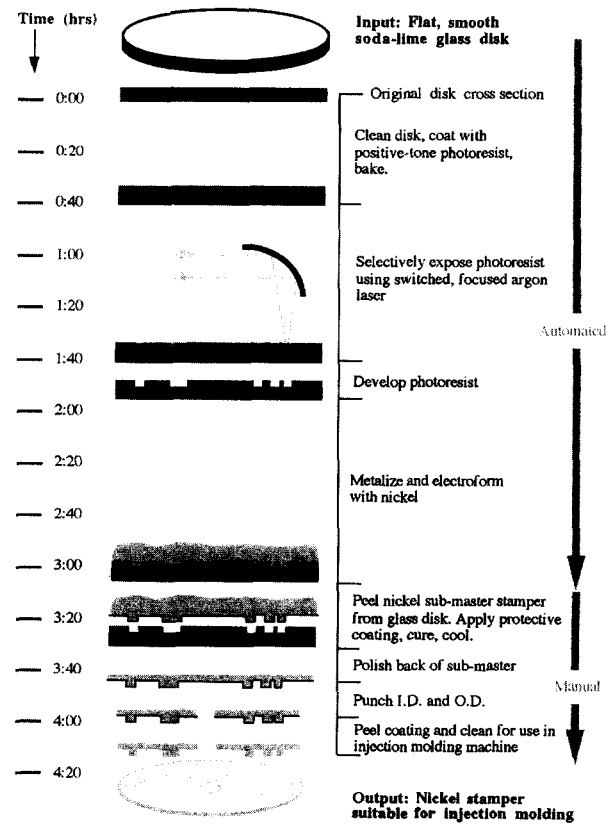 Time (hrs)
Input: Flat, smooth
soda-lime glass disk
0:00
Original disk cross section
0:20
Clean disk, coat with
positive-tone photoresist,
bake.
0:40
1:00
Selectively expose photoresist
using switched, focused argon
laser
1:20
Automated
1:40
Develop photoresist
2:00
2:20
Metalize and electroform
with nickel
2:40
3:00
3:20
Peel nickel sub-master stamper
from glass disk. Apply protective
coating, cure, cool.
3:40
Polish back of sub-master
Manual
Punch I.D. and O.D.
4:00
Peel coating and clean for use in
injection molding machine
4:20
Output: Nickel stamper
suitable for injection molding